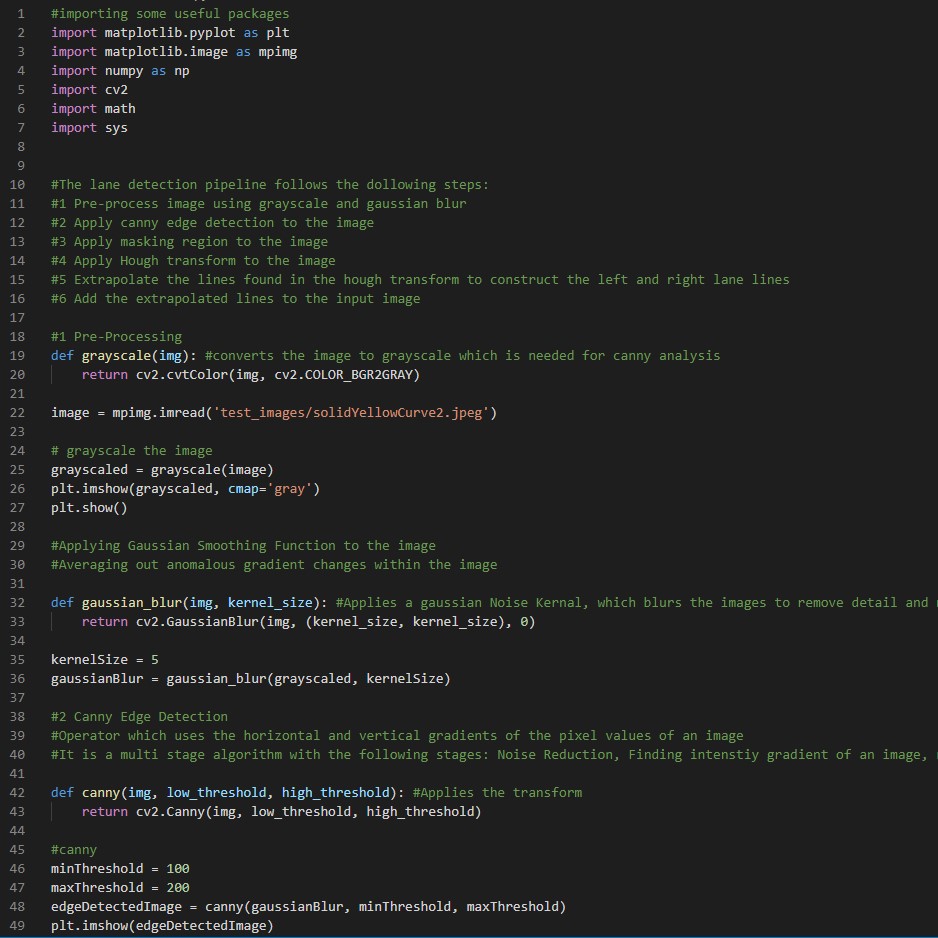 1 #importing some useful packages
2 import matplotlib.pyplot as plt
3 import matplotlib.image as mpimg
4 import numpy as np
5 import cv2
6 import math
7 import sys
8
9
10 #The lane detection pipeline follows the dollowing steps:
11 #1 Pre-process image using grayscale and gaussian blur
12 #2 Apply canny edge detection to the image
13 #3 Apply masking region to the image
14 #4 Apply Hough transform to the image
15 #5 Extrapolate the lines found in the hough transform to construct the left and right lane lines
16 #6 Add the extrapolated lines to the input image
17
18 #1 Pre-Processing
19 def grayscale(img): #converts the image to grayscale which is needed for canny analysis
20     return cv2.cvtColor(img, cv2.COLOR_BGR2GRAY)
21
22 image = mpimg.imread('test_images/solidYellowCurve2.jpeg')
23
24 # grayscale the image
25 grayscaled = grayscale(image)
26 plt.imshow(grayscaled, cmap='gray')
27 plt.show()
28
29 #Applying Gaussian Smoothing Function to the image
30 #Averaging out anomalous gradient changes within the image
31
32 def gaussian_blur(img, kernel_size): #Applies a gaussian Noise Kernal, which blurs the images to remove detail and
33     return cv2.GaussianBlur(img, (kernel_size, kernel_size), 0)
34
35 kernelSize = 5
36 gaussianBlur = gaussian_blur(grayscaled, kernelSize)
37
38 #2 Canny Edge Detection
39 #Operator which uses the horizontal and vertical gradients of the pixel values of an image
40 #It is a multi stage algorithm with the following stages: Noise Reduction, Finding intenstiy gradient of an image,
41
42 def canny(img, low_threshold, high_threshold): #Applies the transform
43     return cv2.Canny(img, low_threshold, high_threshold)
44
45 #canny
46 minThreshold = 100
47 maxThreshold = 200
48 edgeDetectedImage = canny(gaussianBlur, minThreshold, maxThreshold)
49 plt.imshow(edgeDetectedImage)